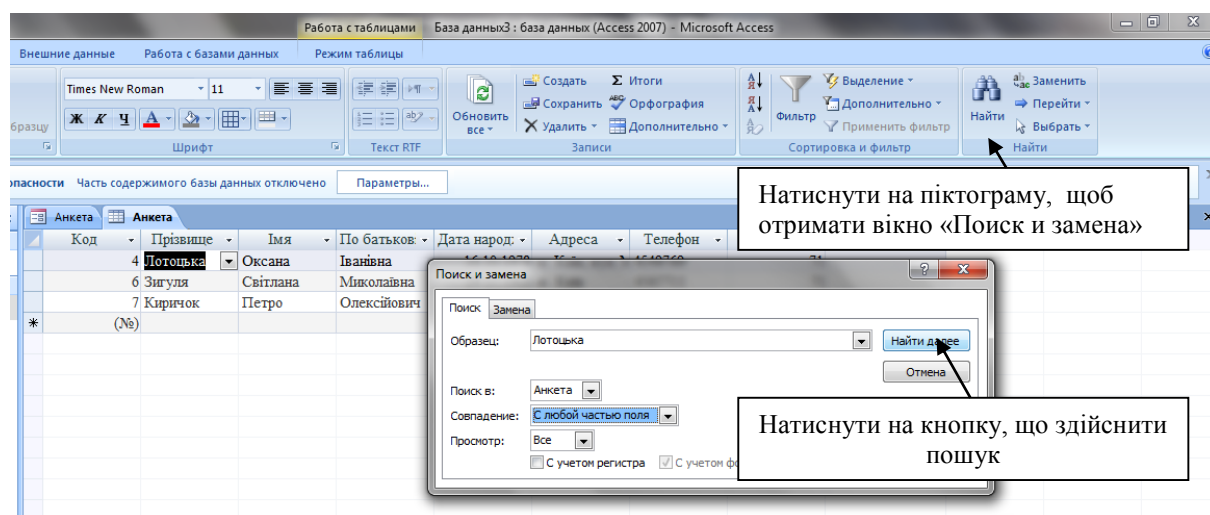 Работа с таблицами База данных3 : база данных (Access 2007) - Microsoft Access
Внешние данные Работа с базами данных Режим таблицы
Times New Roman 11
Создать Итоги
Выделение
Заменить
Сохранить Орфография
Дополнительно
Перейти
образцу
Ж К Ч
Обновить все
Удалить Дополнительно
Фильтр
Применить фильтр
Найти
Выбрать
Шрифт Текст RTF Записи Сортировка и фильтр Найти
опасности Часть содержимого базы данных отключено Параметры...
Натиснути на піктограму, щоб
отримати вікно «Поиск и замена»
Анкета Анкета
Код Прізвище Імя По батькові: Дата народ: Адреса Телефон
4 Лотоцька Оксана Іванівна
6 Зигуля Світлана Миколаївна
7 Киричок Петро Олексійович
(№)
Поиск и замена
Поиск Замена
Образец: Лотоцька Найти далее
Отмена
Поиск в: Анкета
Совпадение: С любой частью поля
Просмотр: Все
С учетом регистра С учетом
Натиснути на кнопку, що здійснити
пошук